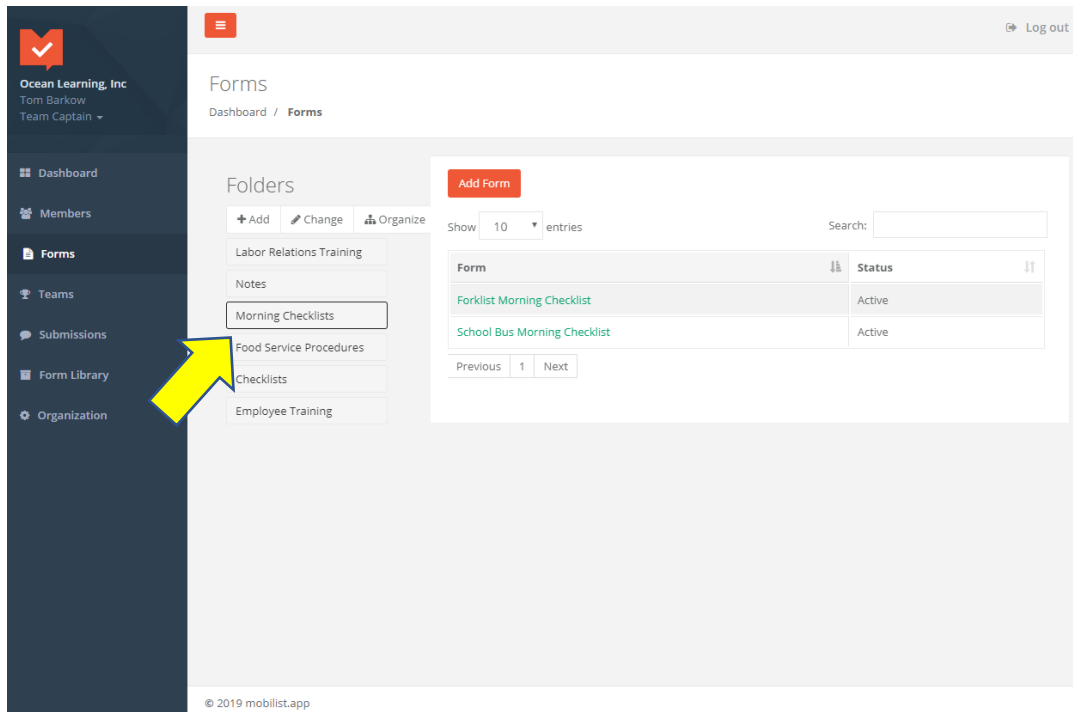 Log out
Ocean Learning, Inc
Tom Barkow
Team Captain
Forms
Dashboard / Forms
Dashboard
Members
Forms
Teams
Submissions
Form Library
Organization
Folders
Add Change Organize
Labor Relations Training
Notes
Morning Checklists
Food Service Procedures
Checklists
Employee Training
Add Form
Show 10 entries
Search:
Form Status
Forklist Morning Checklist Active
School Bus Morning Checklist Active
Previous 1 Next
© 2019 mobilist.app